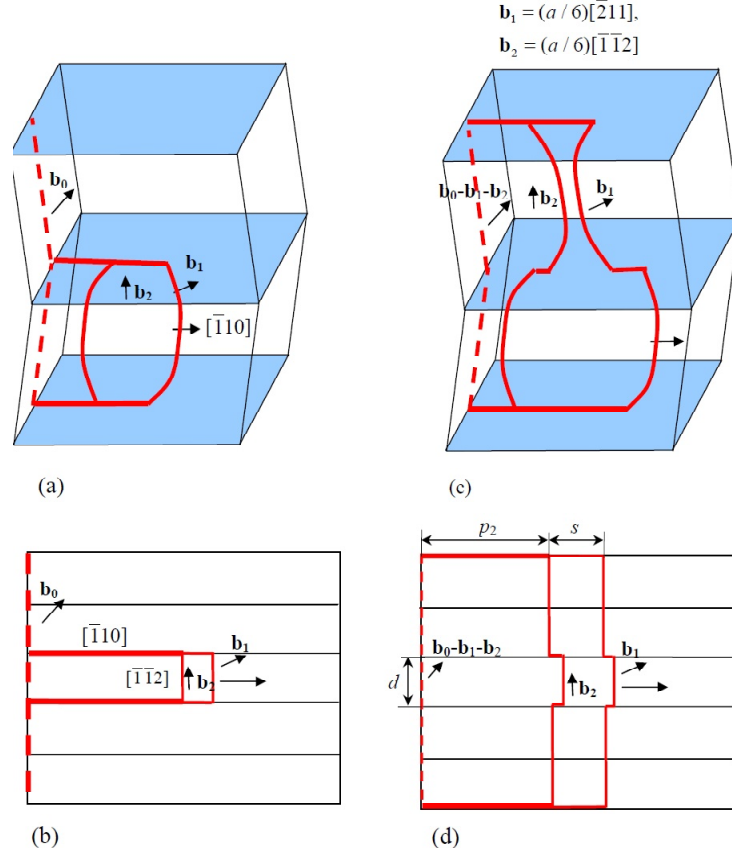 b₁ = (a / 6)[2̅11],
b₂ = (a / 6)[1̅1̅2]
b₀
b₁
b₂
[1̅10]
(a)
b₀-b₁-b₂
b₂
b₁
(c)
b₀
[1̅10]
b₁
[1̅1̅2]
b₂
(b)
p₂
s
b₀-b₁-b₂
b₁
d
b₂
(d)